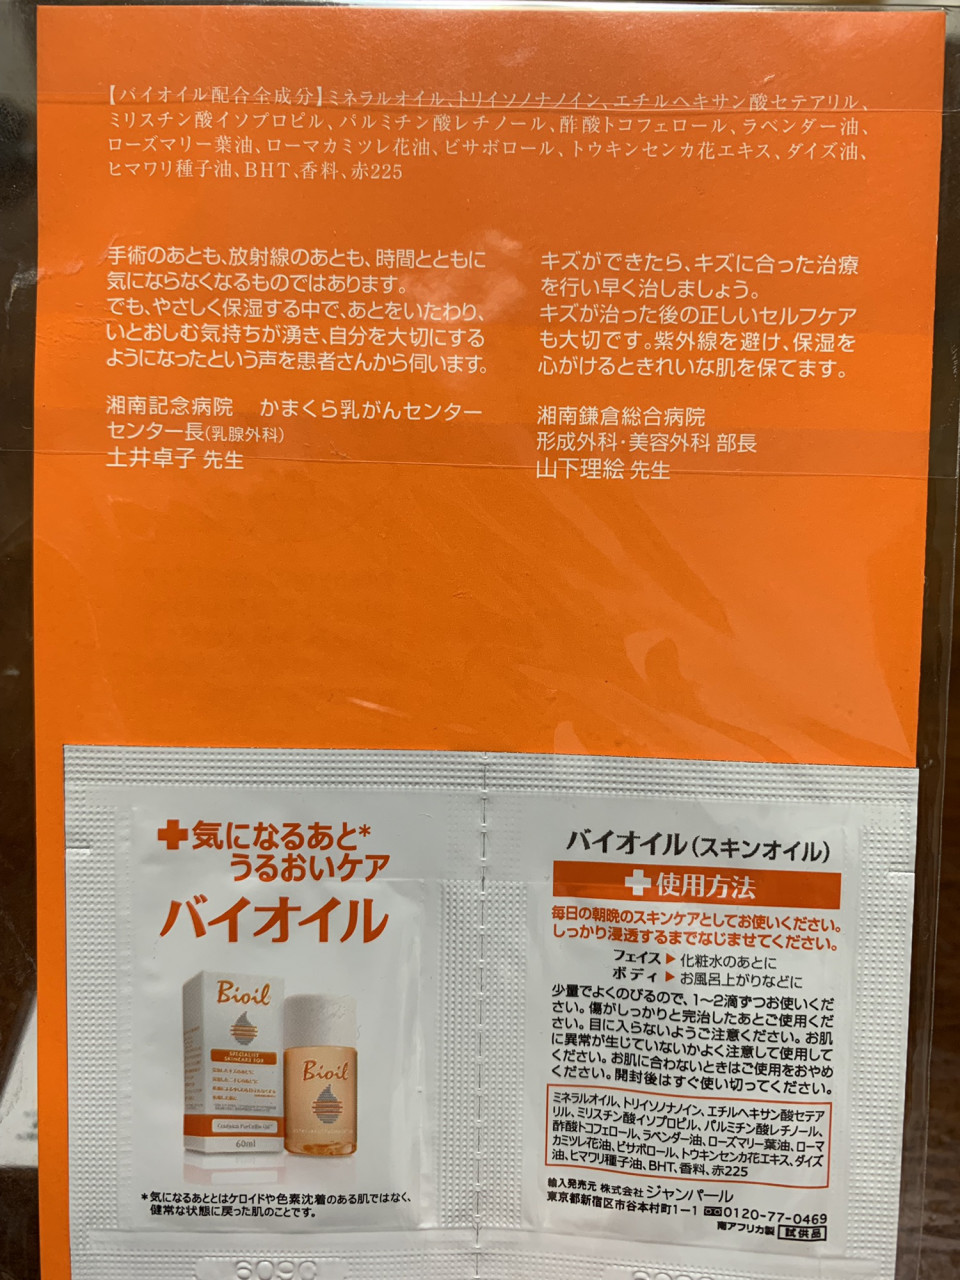 【バイオイル配合全成分】ミネラルオイル、トリイソノナノイン、エチルヘキサン酸セテアリル、
ミリスチン酸イソプロピル、パルミチン酸レチノール、酢酸トコフェロール、ラベンダー油、
ローズマリー葉油、ローマカミツレ花油、ビサボロール、トウキンセンカ花エキス、ダイズ油、
ヒマワリ種子油、BHT、香料、赤225
手術のあとも、放射線のあとも、時間とともに
気にならなくなるものではあります。
でも、やさしく保湿する中で、あとをいたわり、
いとおしむ気持ちが湧き、自分を大切にする
ようになったという声を患者さんから伺います。
湘南記念病院 かまくら乳がんセンター
センター長(乳腺外科)
土井卓子 先生
キズができたら、キズに合った治療
を行い早く治しましょう。
キズが治った後の正しいセルフケア
も大切です。紫外線を避け、保湿を
心がけるときれいな肌を保てます。
湘南鎌倉総合病院
形成外科・美容外科 部長
山下理絵 先生
気になるあと*
うるおいケア
バイオイル
Bioil
SPECIALIST
SKINCARE
60ml
Bioil
*気になるあととはケロイドや色素沈着のある肌ではなく、
健常な状態に戻った肌のことです。
バイオイル(スキンオイル)
使用方法
毎日の朝晩のスキンケアとしてお使いください。
しっかり浸透するまでなじませてください。
フェイス▶化粧水のあとに
ボディ▶お風呂上がりなどに
少量でよくのびるので、1〜2滴ずつお使いくだ
さい。傷がしっかりと完治したあとご使用くだ
さい。目に入らないようご注意ください。お肌
に異常が生じていないかよく注意して使用して
ください。お肌に合わないときはご使用をおやめ
ください。開封後はすぐ使い切ってください。
ミネラルオイル、トリイソノナノイン、エチルヘキサン酸セテア
リル、ミリスチン酸イソプロピル、パルミチン酸レチノール、
酢酸トコフェロール、ラベンダー油、ローズマリー葉油、ローマ
カミツレ花油、ビサボロール、トウキンセンカ花エキス、ダイズ
油、ヒマワリ種子油、BHT、香料、赤225
輸入発売元 株式会社 ジャンパール
東京都新宿区市谷本村町1-1 0120-77-0469
南アフリカ製 試供品